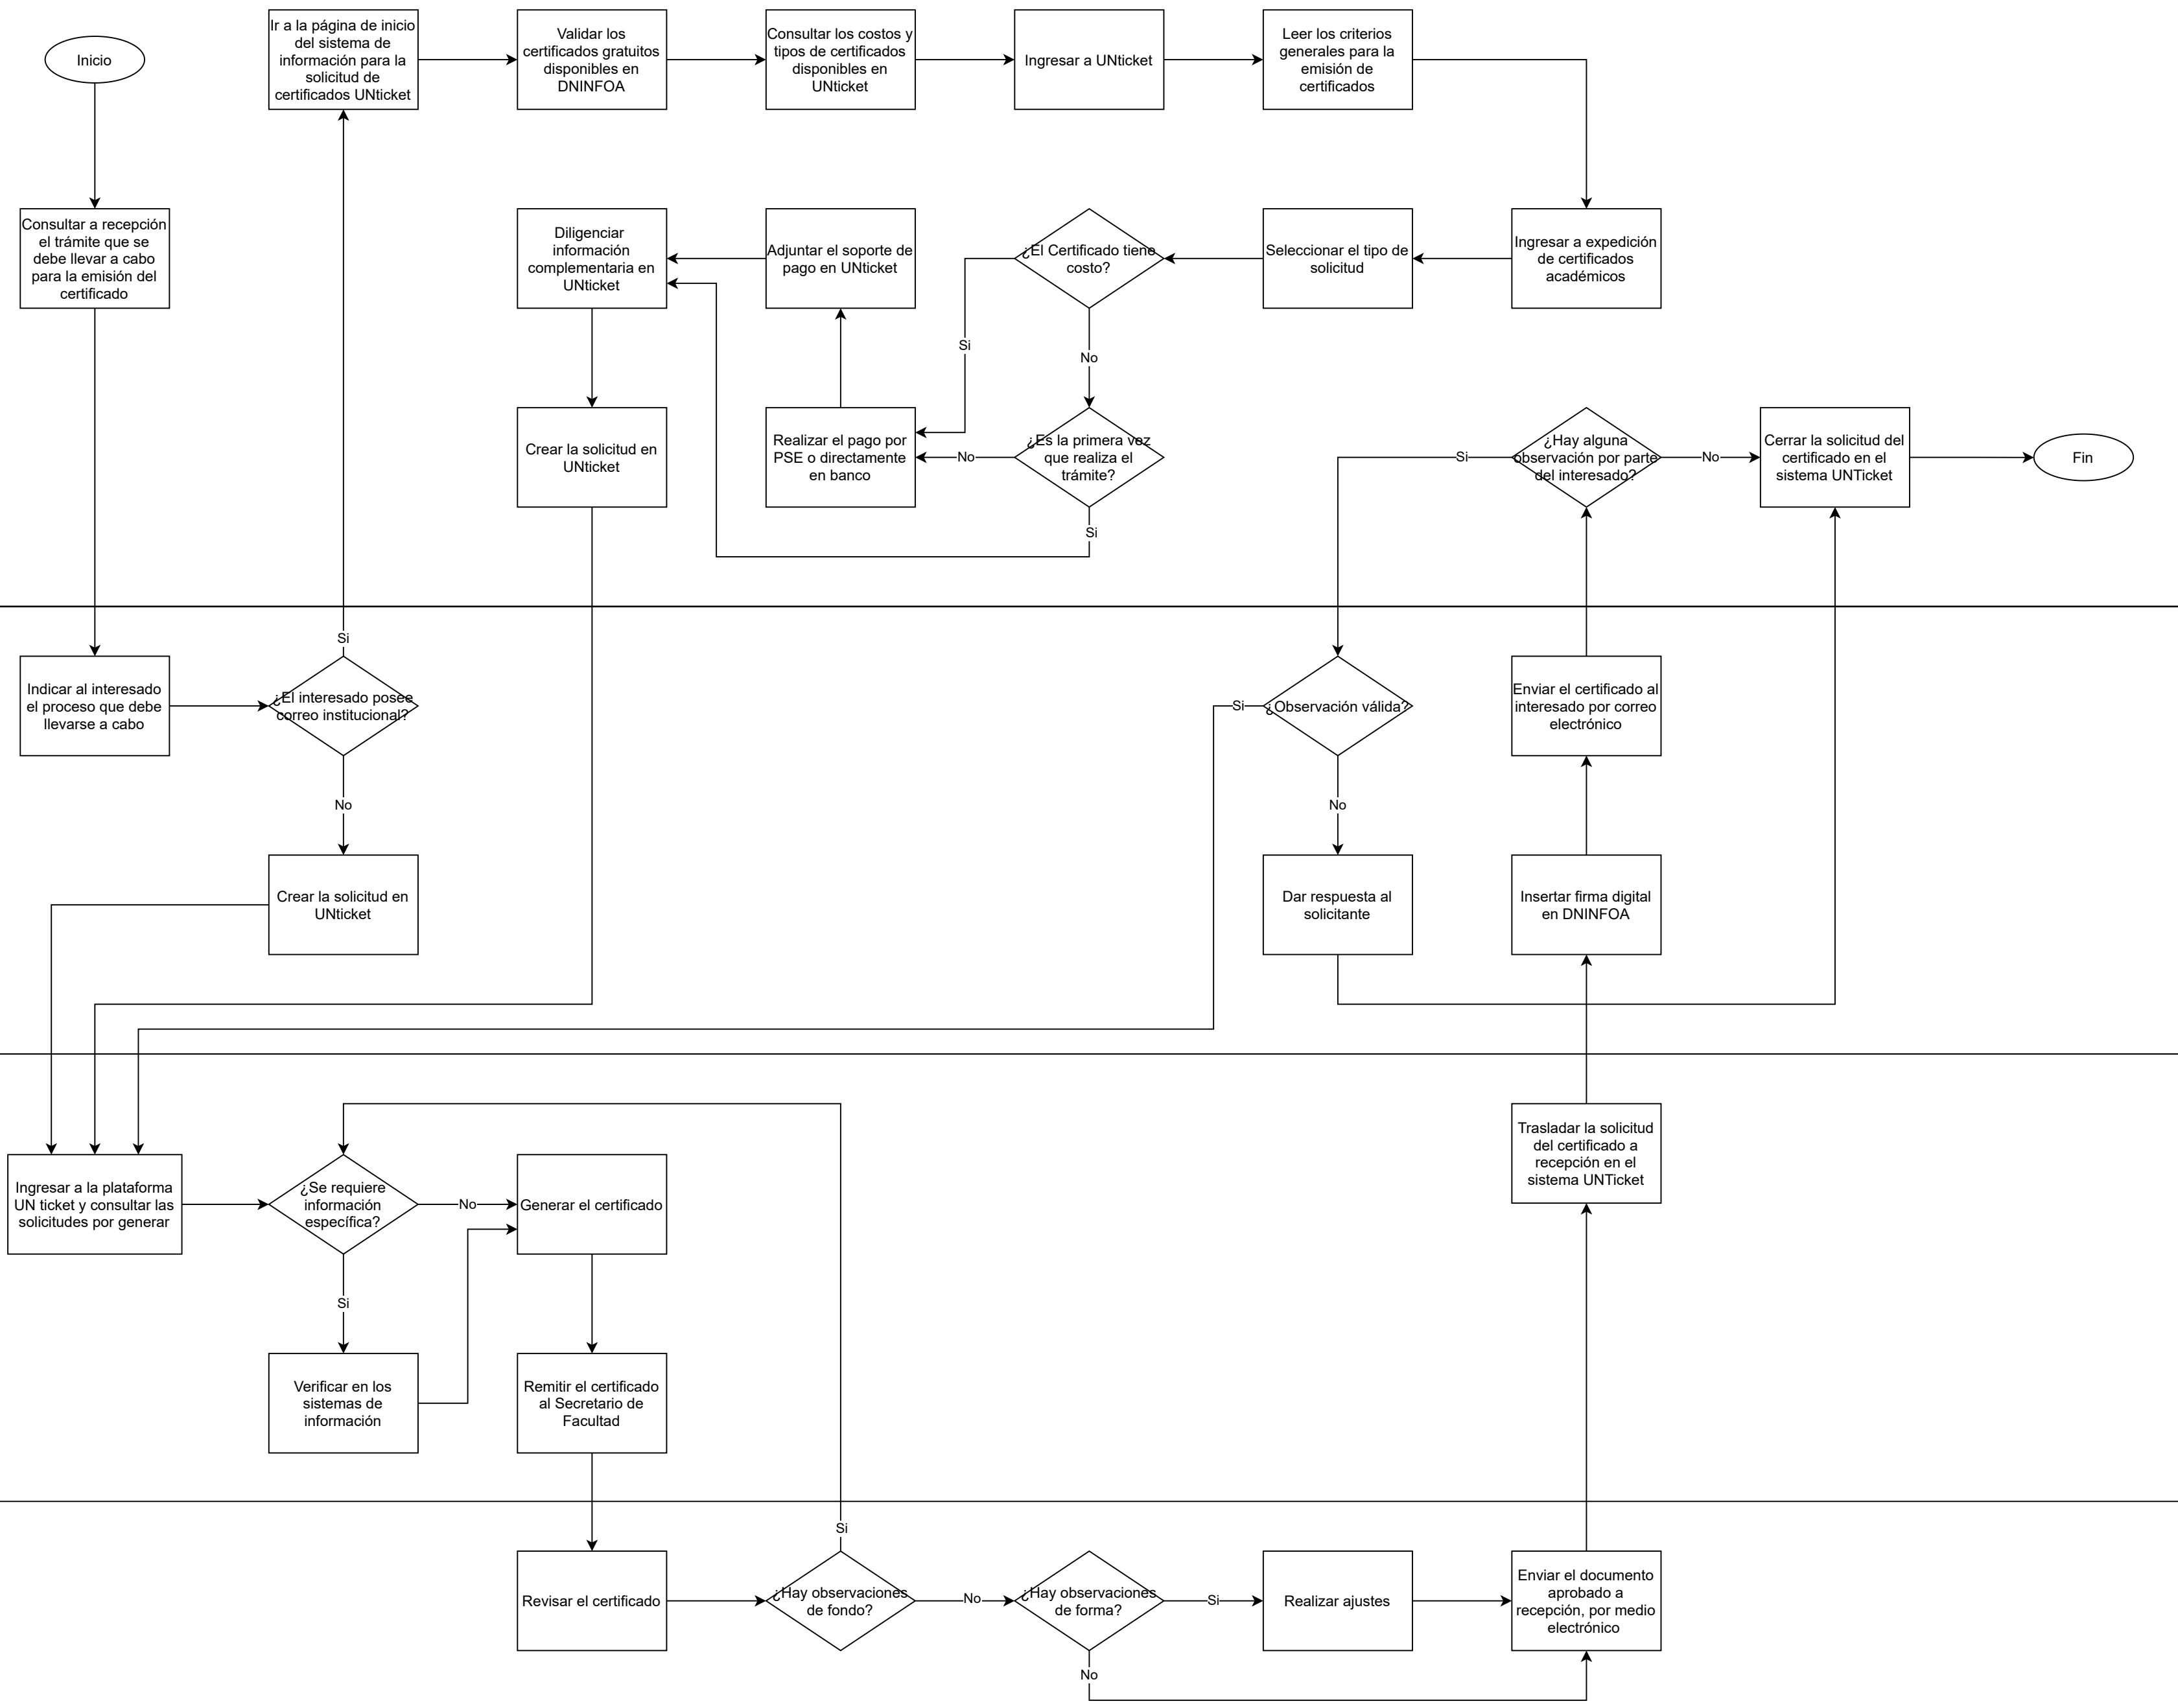 Inicio
Ir a la página de inicio
del sistema de
información para la
solicitud de
certificados UNticket
Validar los
certificados gratuitos
disponibles en
DNINFOA
Consultar los costos y
tipos de certificados
disponibles en
UNticket
Ingresar a UNticket
Leer los criterios
generales para la
emisión de
certificados
Consultar a recepción
el trámite que se
debe llevar a cabo
para la emisión del
certificado
Diligenciar
información
complementaria en
UNticket
Adjuntar el soporte de
pago en UNticket
¿El Certificado tiene
costo?
Seleccionar el tipo de
solicitud
Ingresar a expedición
de certificados
académicos
Si
No
Crear la solicitud en
UNticket
Realizar el pago por
PSE o directamente
en banco
No
¿Es la primera vez
que realiza el
trámite?
Si
Si
¿Hay alguna
observación por parte
del interesado?
No
Cerrar la solicitud del
certificado en el
sistema UNTicket
Fin
Si
Indicar al interesado
el proceso que debe
llevarse a cabo
¿El interesado posee
correo institucional?
Si
¿Observación válida?
Enviar el certificado al
interesado por correo
electrónico
No
No
Crear la solicitud en
UNticket
Dar respuesta al
solicitante
Insertar firma digital
en DNINFOA
Trasladar la solicitud
del certificado a
recepción en el
sistema UNTicket
Ingresar a la plataforma
UN ticket y consultar las
solicitudes por generar
¿Se requiere
información
específica?
No
Generar el certificado
Si
Verificar en los
sistemas de
información
Remitir el certificado
al Secretario de
Facultad
Si
Revisar el certificado
¿Hay observaciones
de fondo?
No
¿Hay observaciones
de forma?
Si
Realizar ajustes
Enviar el documento
aprobado a
recepción, por medio
electrónico
No